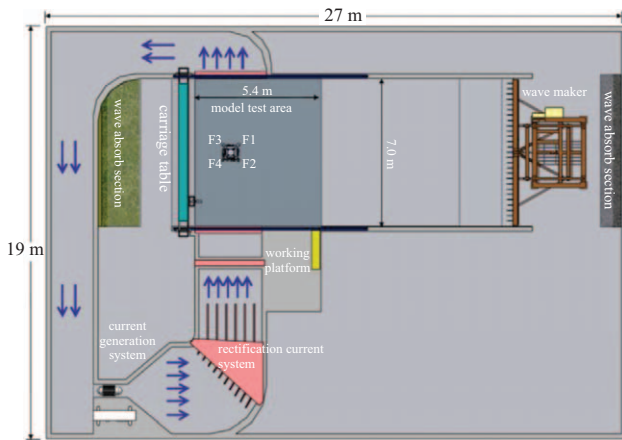 27 m
5.4 m
model test area
wave maker
wave absorb section
carriage table
F3 F1
F4 F2
7.0 m
wave absorb section
19 m
working
platform
current
generation
system
rectification current
system